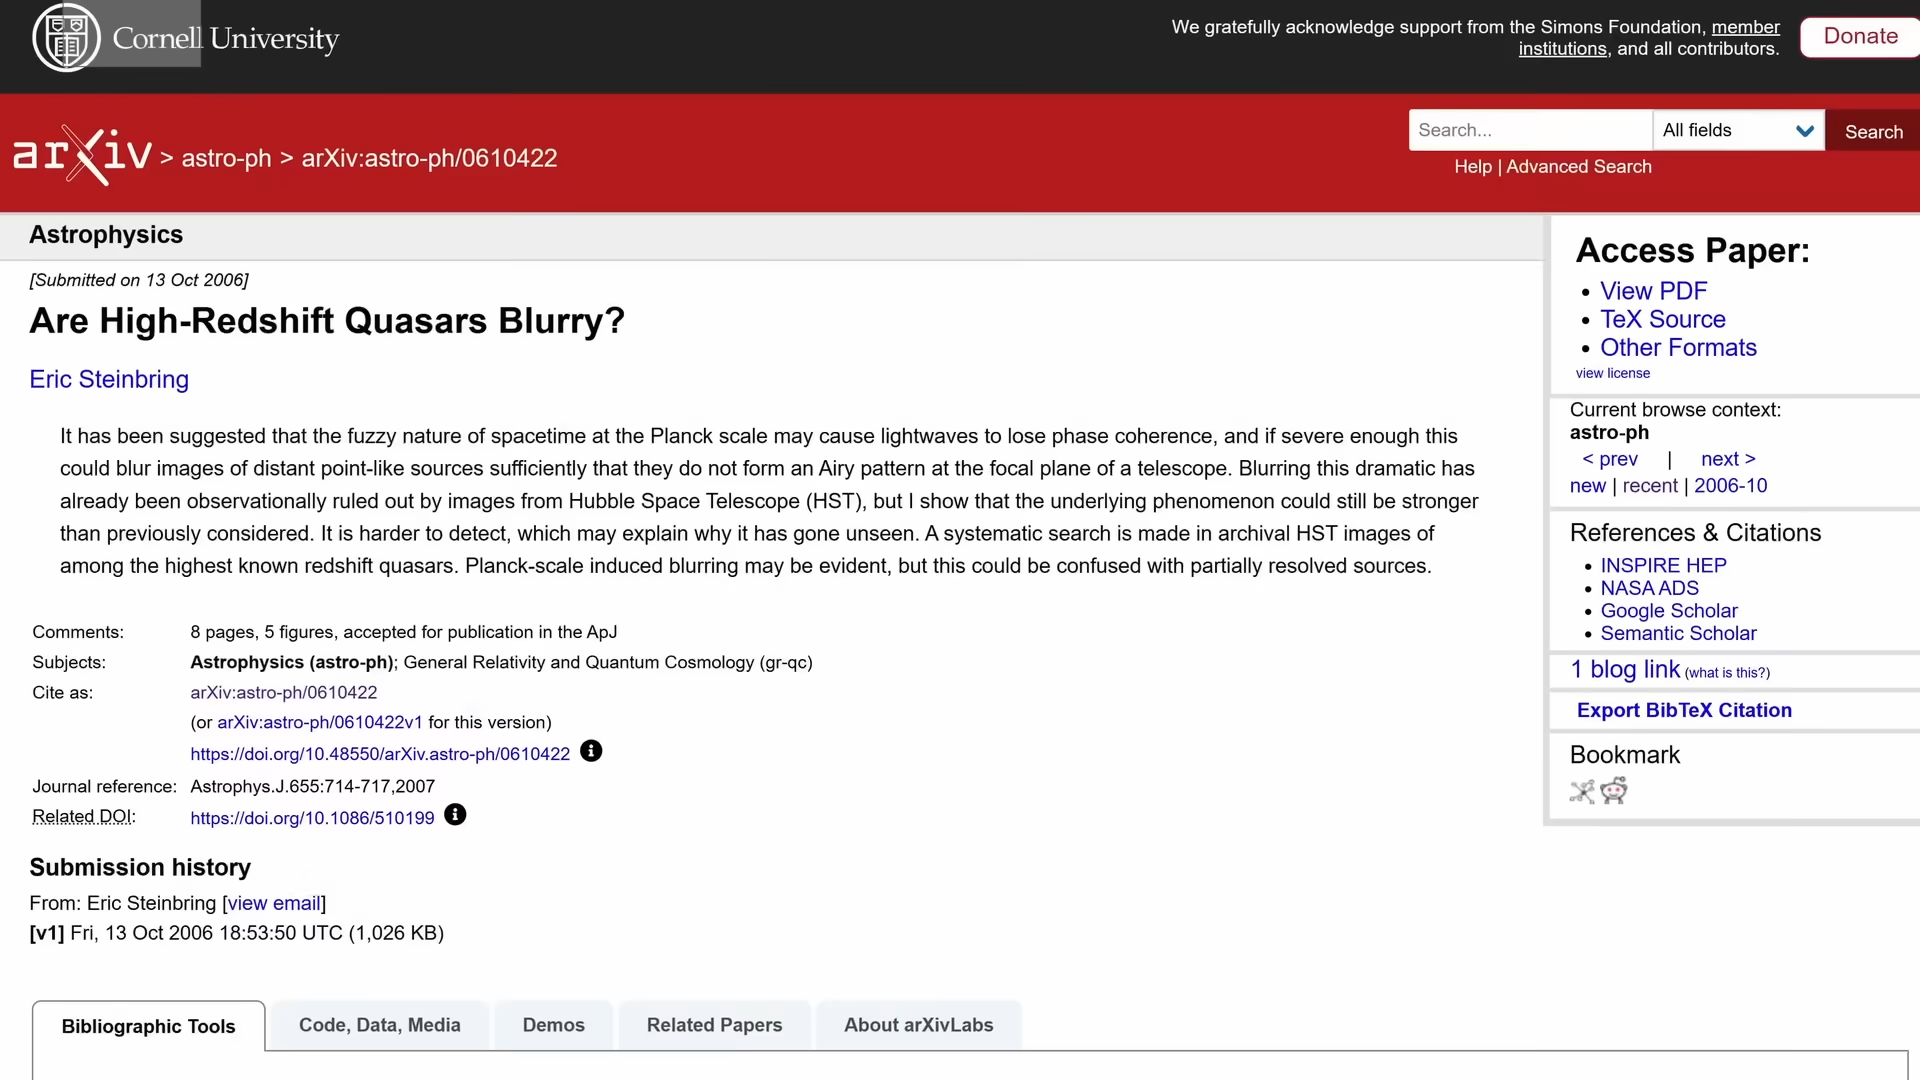 Cornell University
We gratefully acknowledge support from the Simons Foundation, member
institutions, and all contributors.
Donate
arXiv > astro-ph > arXiv:astro-ph/0610422
Search...
All fields
Search
Help | Advanced Search
Astrophysics
[Submitted on 13 Oct 2006]
Are High-Redshift Quasars Blurry?
Eric Steinbring
It has been suggested that the fuzzy nature of spacetime at the Planck scale may cause lightwaves to lose phase coherence, and if severe enough this
could blur images of distant point-like sources sufficiently that they do not form an Airy pattern at the focal plane of a telescope. Blurring this dramatic has
already been observationally ruled out by images from Hubble Space Telescope (HST), but I show that the underlying phenomenon could still be stronger
than previously considered. It is harder to detect, which may explain why it has gone unseen. A systematic search is made in archival HST images of
among the highest known redshift quasars. Planck-scale induced blurring may be evident, but this could be confused with partially resolved sources.
Comments: 8 pages, 5 figures, accepted for publication in the ApJ
Subjects: Astrophysics (astro-ph); General Relativity and Quantum Cosmology (gr-qc)
Cite as: arXiv:astro-ph/0610422
(or arXiv:astro-ph/0610422v1 for this version)
https://doi.org/10.48550/arXiv.astro-ph/0610422
Journal reference: Astrophys.J.655:714-717,2007
Related DOI: https://doi.org/10.1086/510199
Submission history
From: Eric Steinbring [view email]
[v1] Fri, 13 Oct 2006 18:53:50 UTC (1,026 KB)
Bibliographic Tools
Code, Data, Media
Demos
Related Papers
About arXivLabs
Access Paper:
View PDF
TeX Source
Other Formats
view license
Current browse context:
astro-ph
< prev | next >
new | recent | 2006-10
References & Citations
INSPIRE HEP
NASA ADS
Google Scholar
Semantic Scholar
1 blog link (what is this?)
Export BibTeX Citation
Bookmark